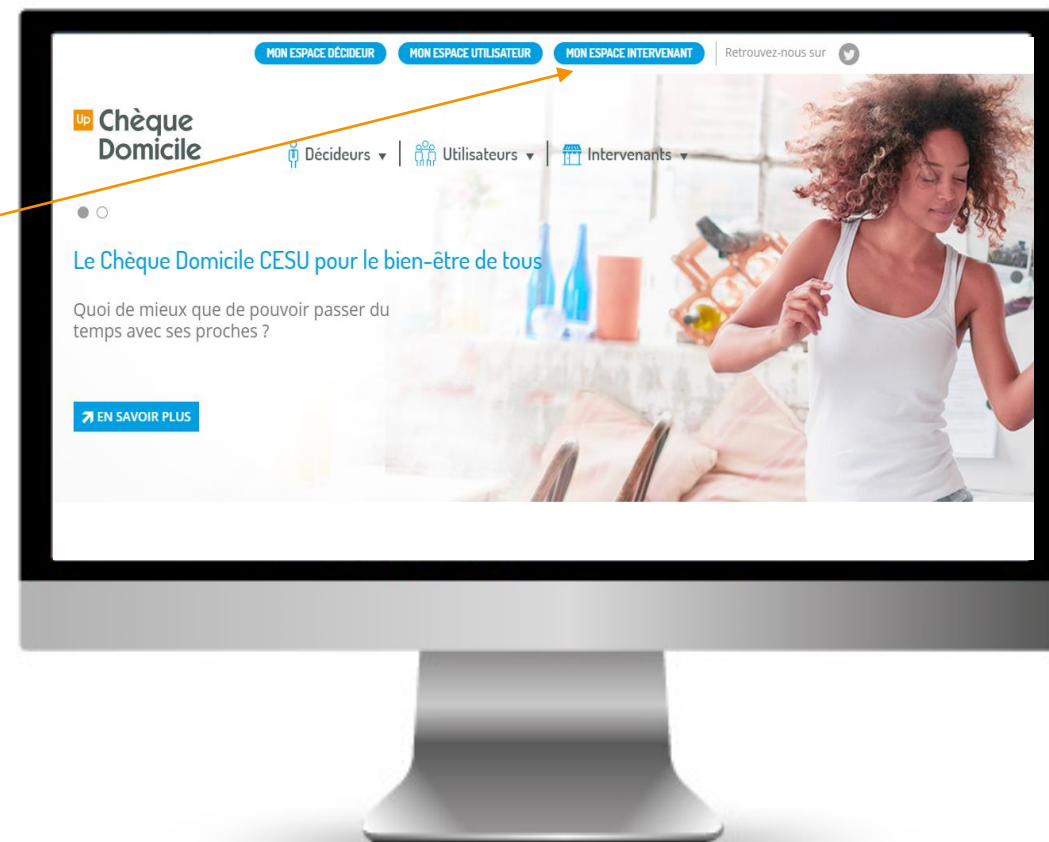 MON ESPACE DÉCIDEUR MON ESPACE UTILISATEUR MON ESPACE INTERVENANT Retrouvez-nous sur
Up Chèque
Domicile
Décideurs Utilisateurs Intervenants
Le Chèque Domicile CESU pour le bien-être de tous
Quoi de mieux que de pouvoir passer du
temps avec ses proches ?
EN SAVOIR PLUS